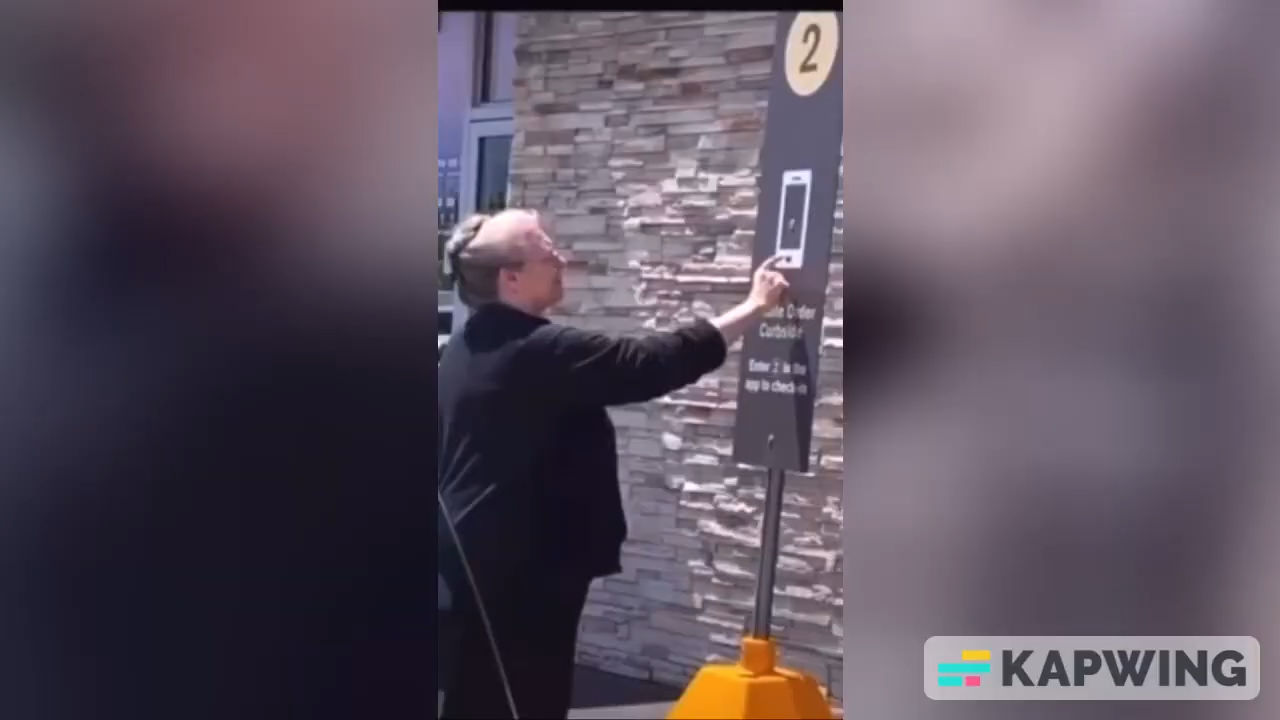 2
Order
Curbside
Enter 2 in the
app to check-in
KAPWING